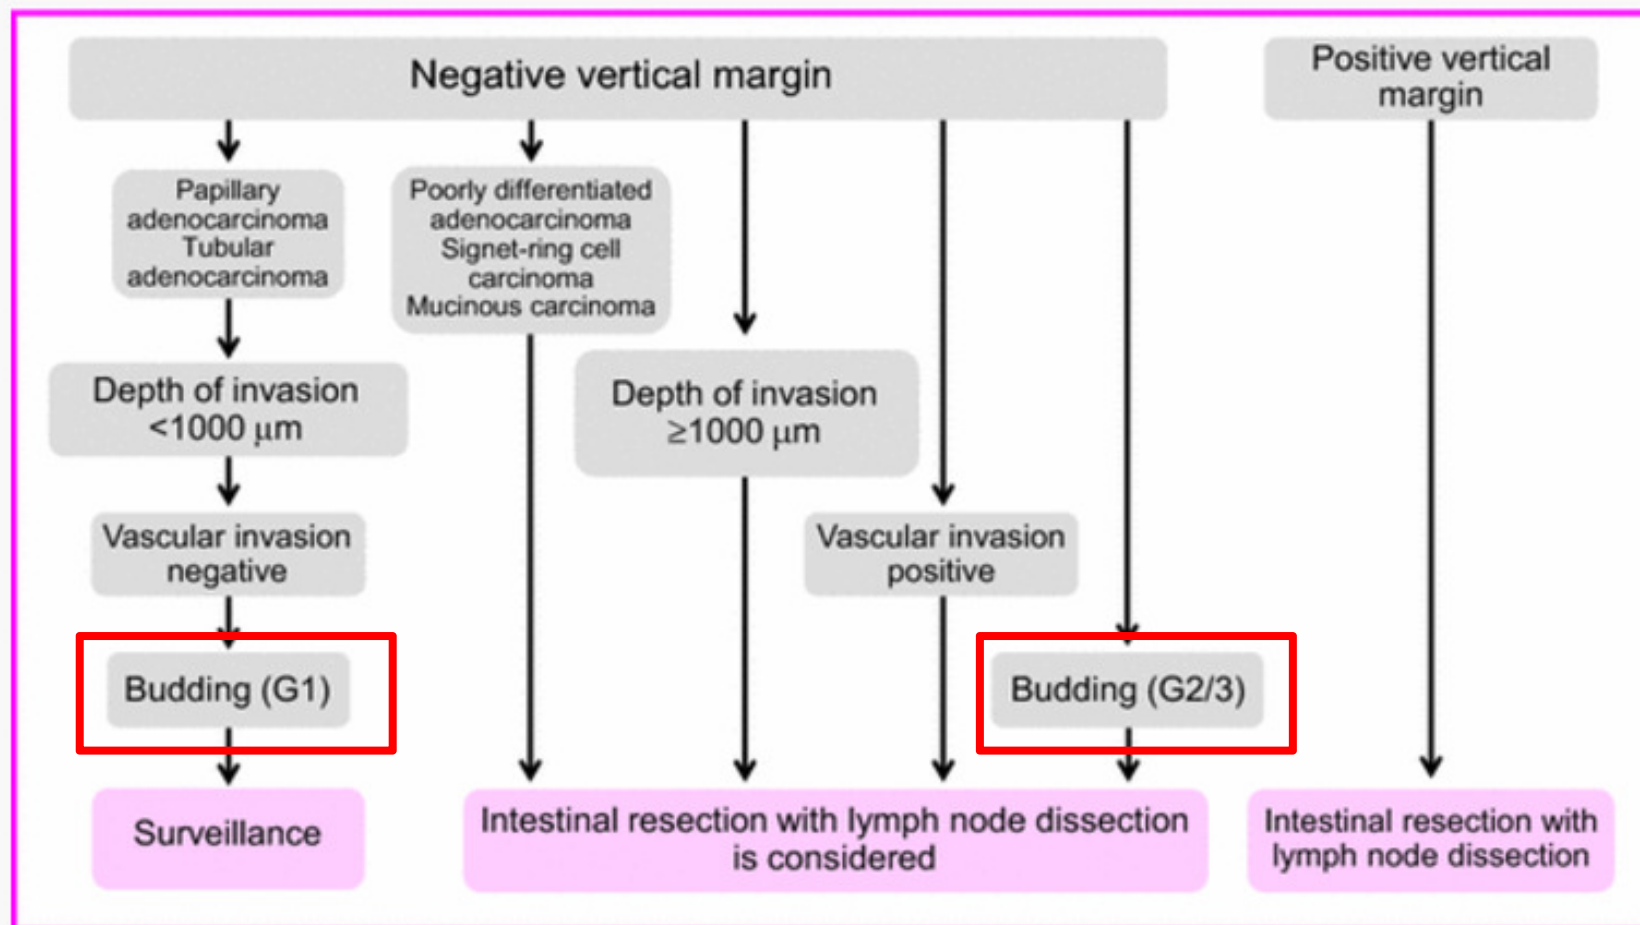 Negative vertical margin
Positive vertical
margin
Papillary
adenocarcinoma
Tubular
adenocarcinoma
Poorly differentiated
adenocarcinoma
Signet-ring cell
carcinoma
Mucinous carcinoma
Depth of invasion
<1000 μm
Depth of invasion
≥1000 μm
Vascular invasion
negative
Vascular invasion
positive
Budding (G1)
Budding (G2/3)
Surveillance
Intestinal resection with lymph node dissection
is considered
Intestinal resection with
lymph node dissection